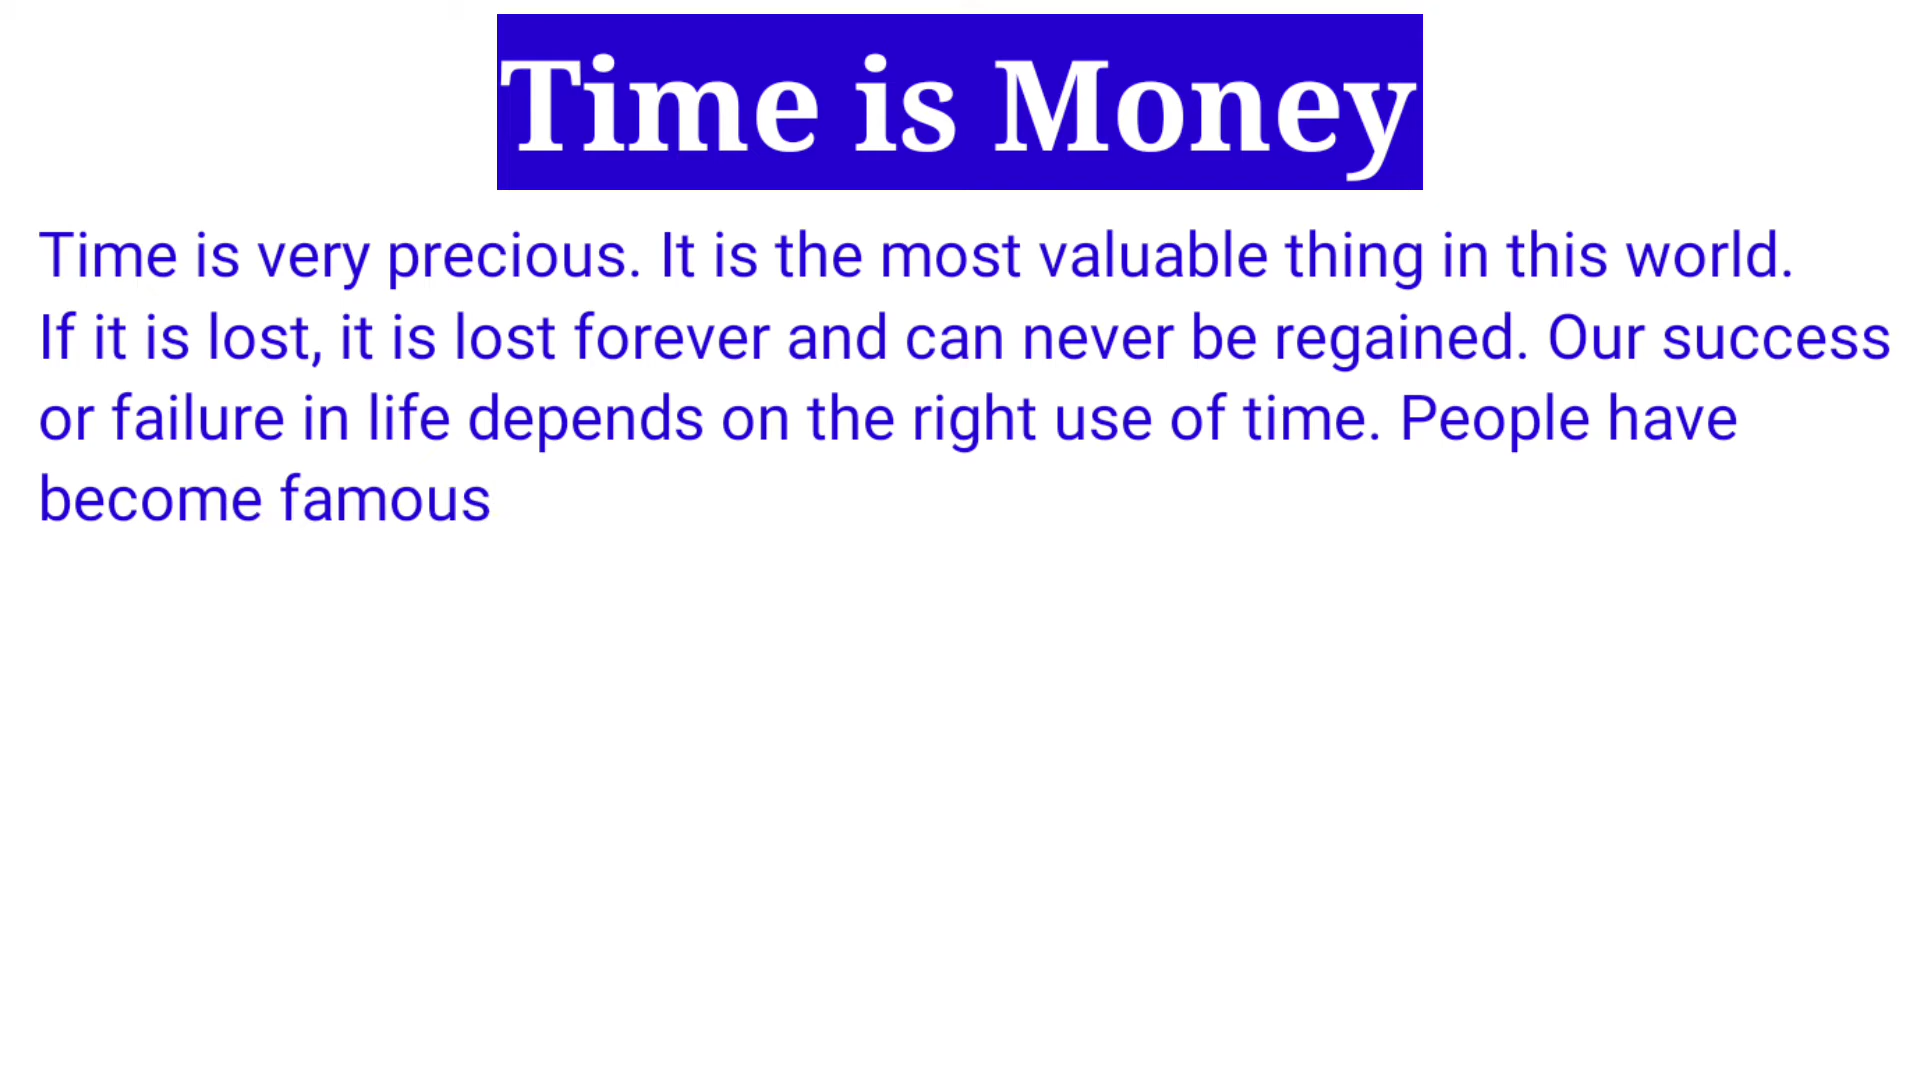 Time is Money
Time is very precious. It is the most valuable thing in this world.
If it is lost, it is lost forever and can never be regained. Our success
or failure in life depends on the right use of time. People have
become famous